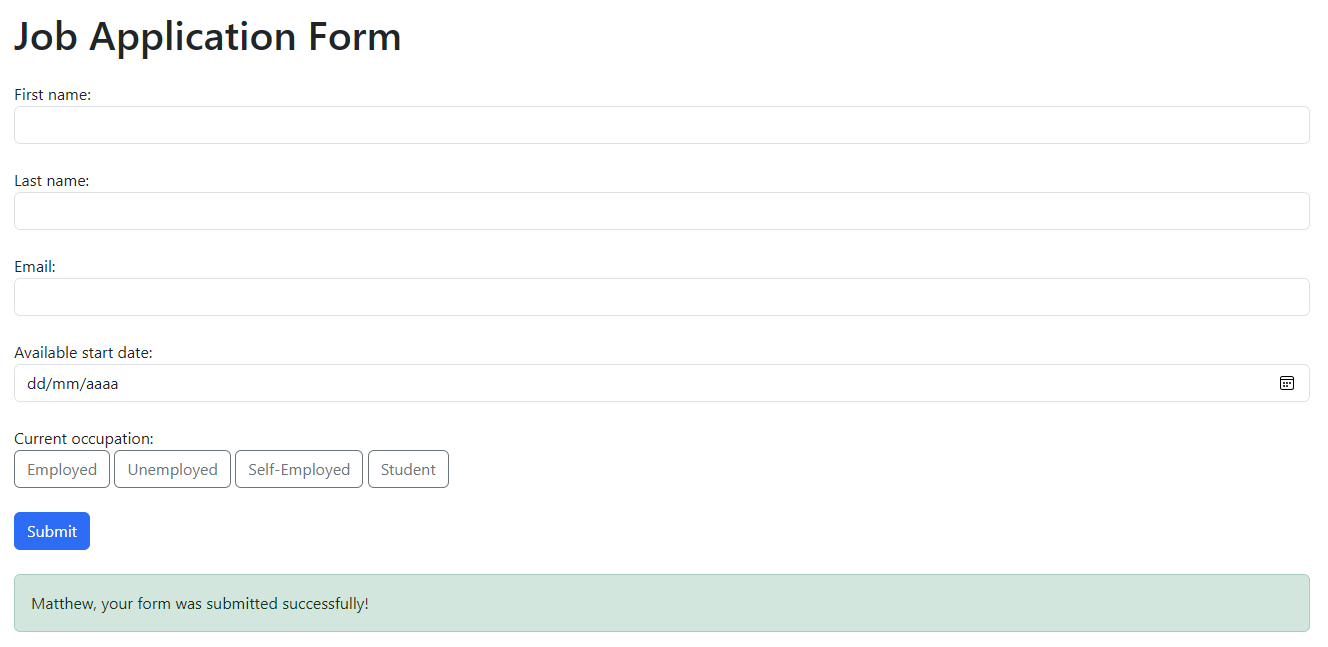 Job Application Form
First name:
Last name:
Email:
Available start date:
dd/mm/aaaa
Current occupation:
Employed Unemployed Self-Employed Student
Submit
Matthew, your form was submitted successfully!